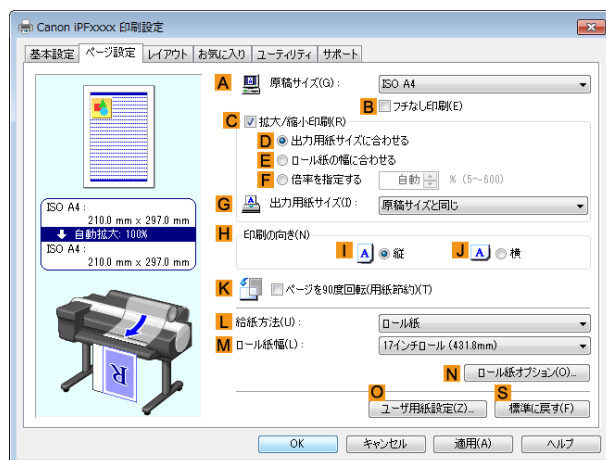 Canon iPFxxxx 印刷設定
基本設定 ページ設定 レイアウト お気に入り ユーティリティ サポート
A 原稿サイズ(G): ISO A4
B フチなし印刷(E)
C 拡大/縮小印刷(R)
D 出力用紙サイズに合わせる
E ロール紙の幅に合わせる
F 倍率を指定する 自動 % (5～600)
ISO A4 :
210.0 mm x 297.0 mm
自動拡大: 100%
ISO A4 :
210.0 mm x 297.0 mm
G A 出力用紙サイズ(I): 原稿サイズと同じ
H 印刷の向き(N)
I A 縦 J A 横
K ページを90度回転(用紙節約)(T)
L 給紙方法(U): ロール紙
M ロール紙幅(L): 17インチロール (431.8mm)
R
N ロール紙オプション(O)...
O S
ユーザ用紙設定(Z)... 標準に戻す(F)
OK キャンセル 適用(A) ヘルプ